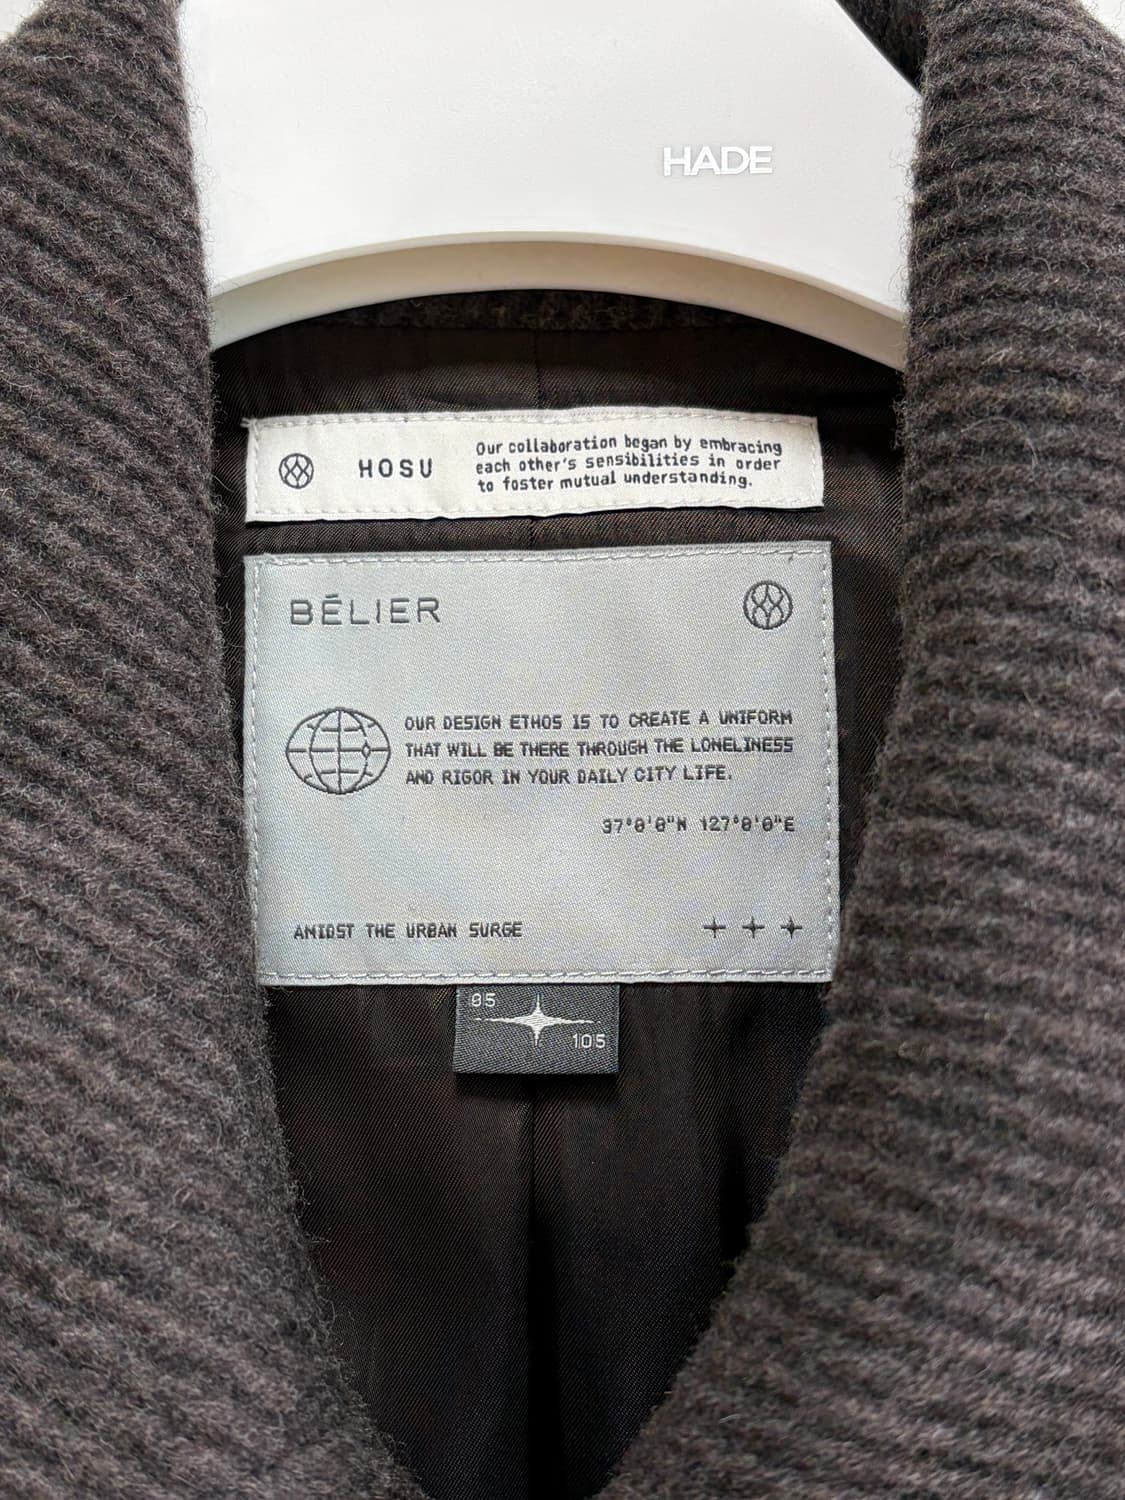 HADE
HOSU
Our collaboration began by embracing
each other's sensibilities in order
to foster mutual understanding.
BÉLIER
OUR DESIGN ETHOS IS TO CREATE A UNIFORM
THAT WILL BE THERE THROUGH THE LONELINESS
AND RIGOR IN YOUR DAILY CITY LIFE.
37°0'0"N 127°0'0"E
AMIDST THE URBAN SURGE
05
105